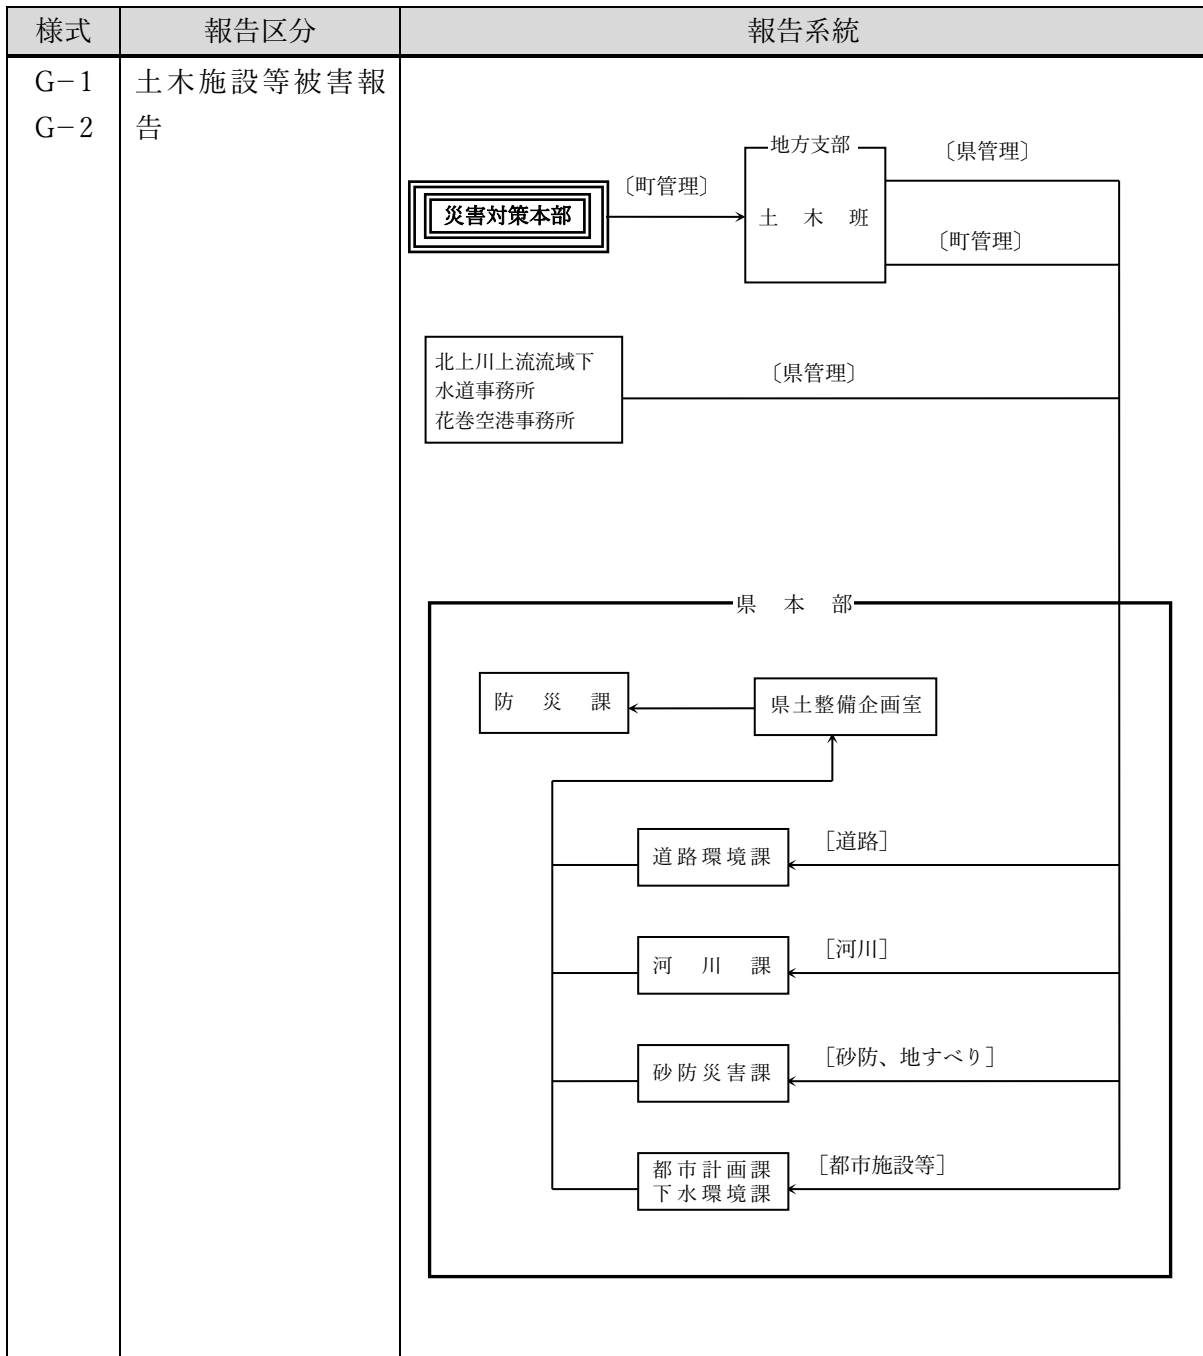 様式 報告区分 報告系統
G−1 土木施設等被害報
G−2 告
地方支部
〔県管理〕
〔町管理〕
災害対策本部
土 木 班
〔町管理〕
北上川上流流域下
水道事務所
花巻空港事務所
〔県管理〕
県 本 部
防 災 課
県土整備企画室
［道路］
道路環境課
［河川］
河 川 課
［砂防、地すべり］
砂防災害課
［都市施設等］
都市計画課
下水環境課